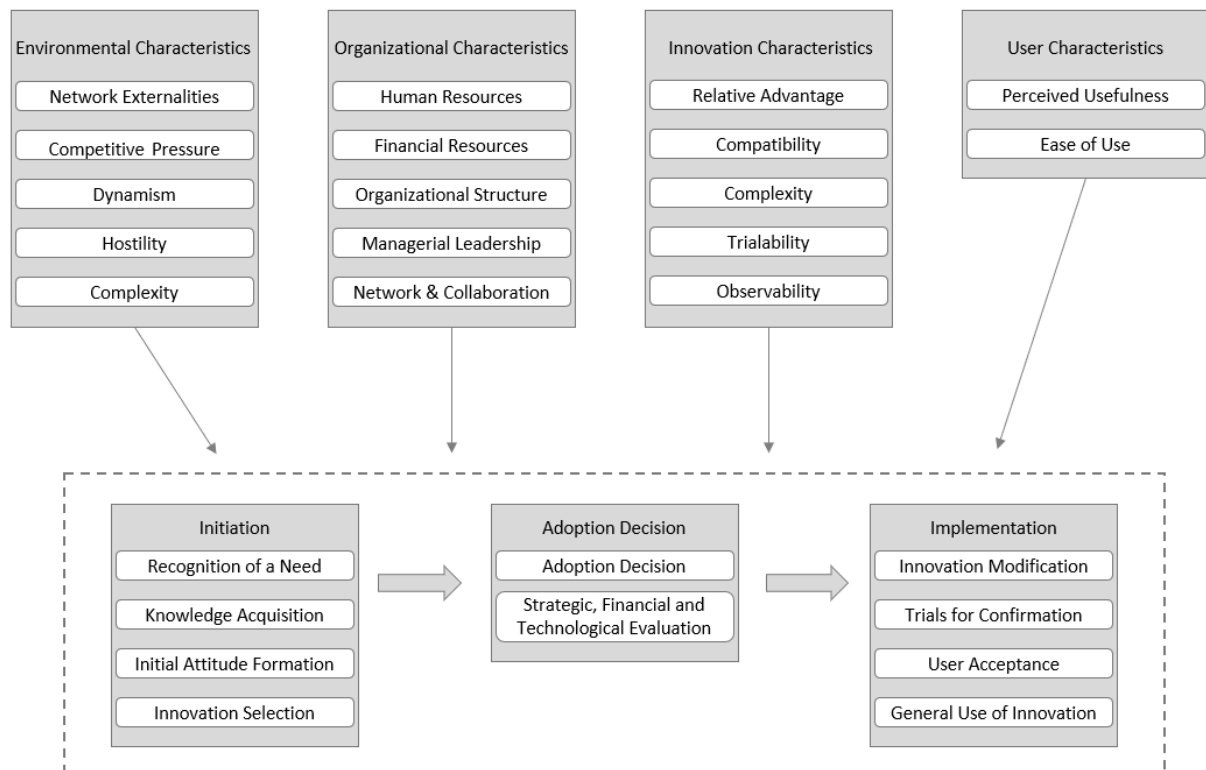 Environmental Characteristics
Network Externalities
Competitive Pressure
Dynamism
Hostility
Complexity
Organizational Characteristics
Human Resources
Financial Resources
Organizational Structure
Managerial Leadership
Network & Collaboration
Innovation Characteristics
Relative Advantage
Compatibility
Complexity
Trialability
Observability
User Characteristics
Perceived Usefulness
Ease of Use
Initiation
Recognition of a Need
Knowledge Acquisition
Initial Attitude Formation
Innovation Selection
Adoption Decision
Adoption Decision
Strategic, Financial and
Technological Evaluation
Implementation
Innovation Modification
Trials for Confirmation
User Acceptance
General Use of Innovation